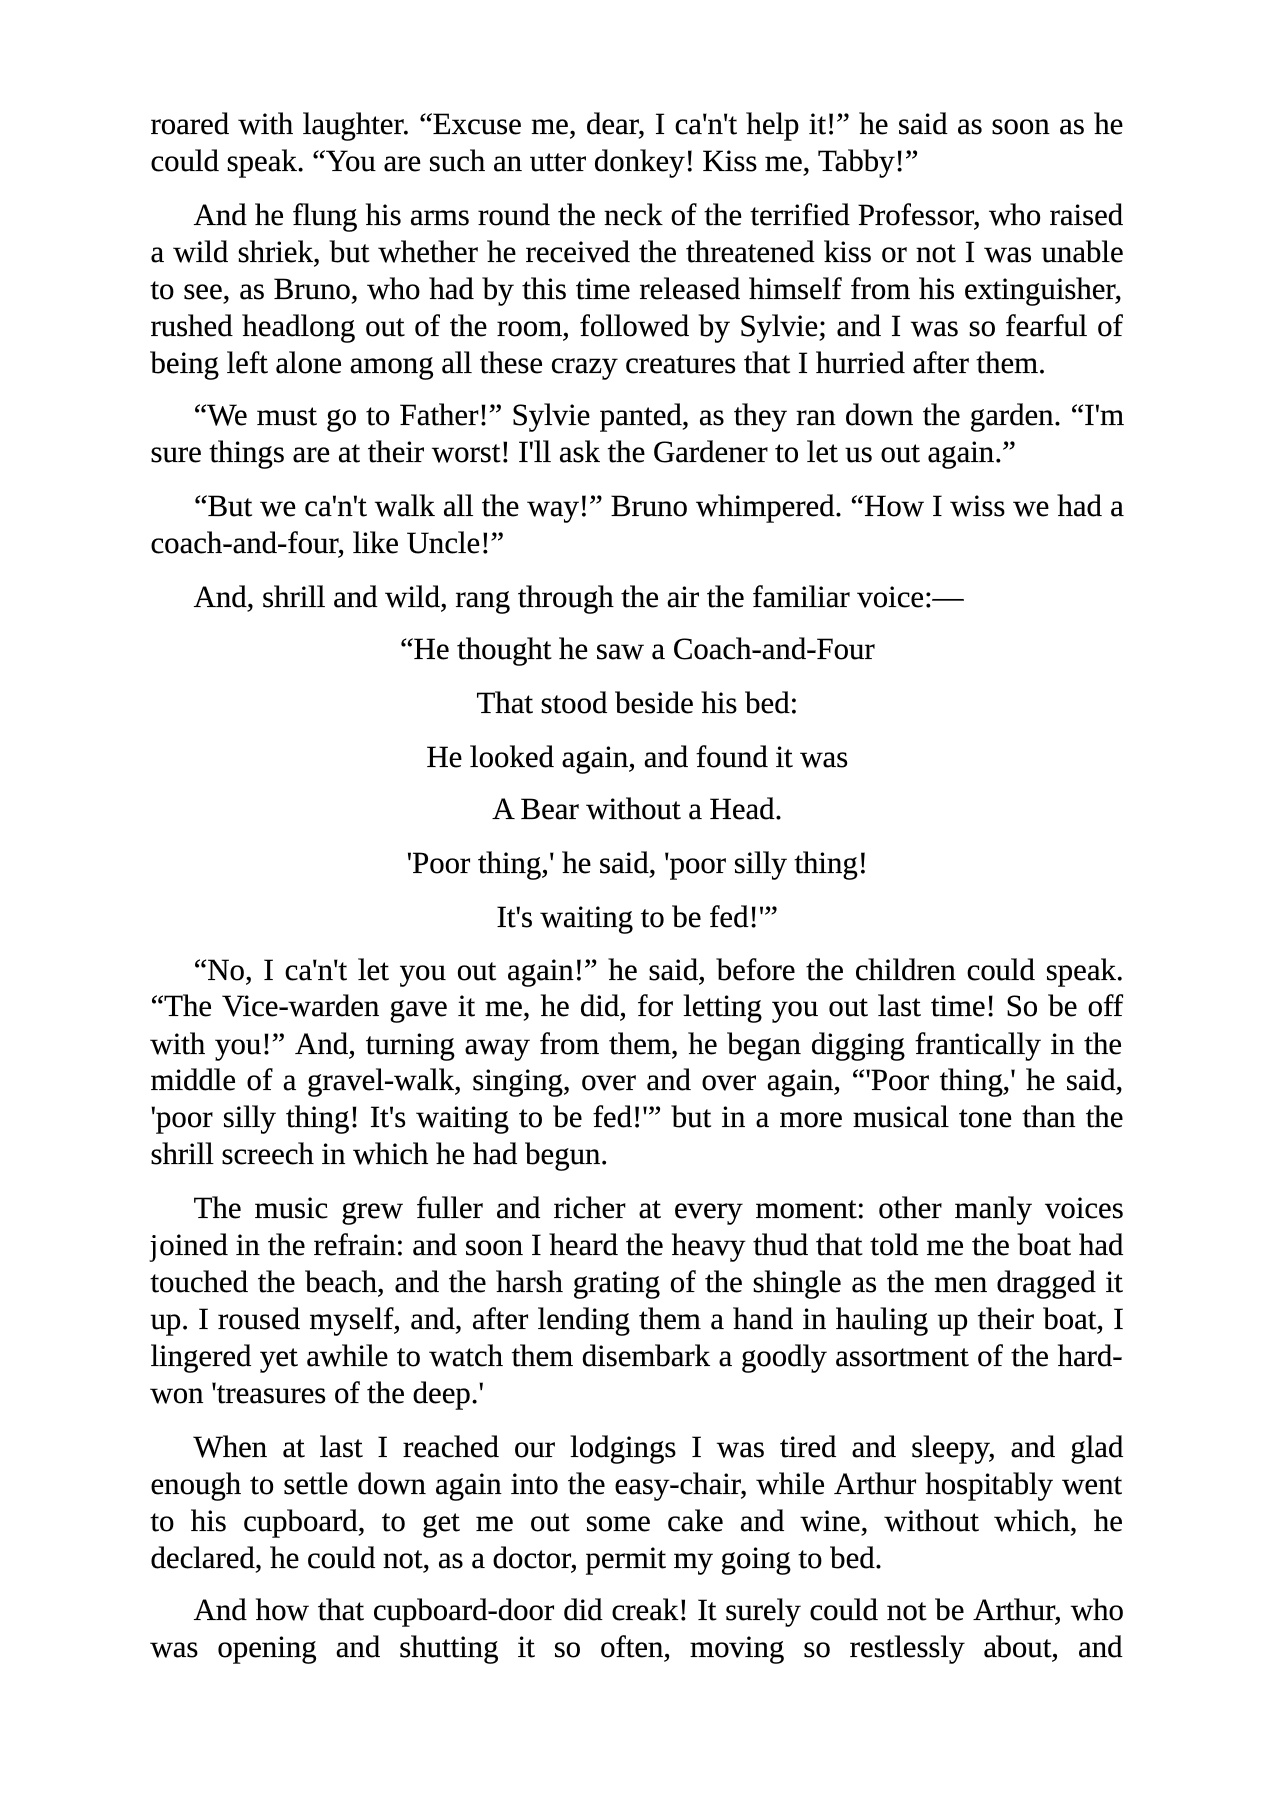 roared with laughter. “Excuse me, dear, I ca'n't help it!” he said as soon as he
could speak. “You are such an utter donkey! Kiss me, Tabby!”
And he flung his arms round the neck of the terrified Professor, who raised
a wild shriek, but whether he received the threatened kiss or not I was unable
to see, as Bruno, who had by this time released himself from his extinguisher,
rushed headlong out of the room, followed by Sylvie; and I was so fearful of
being left alone among all these crazy creatures that I hurried after them.
“We must go to Father!” Sylvie panted, as they ran down the garden. “I'm
sure things are at their worst! I'll ask the Gardener to let us out again.”
“But we ca'n't walk all the way!” Bruno whimpered. “How I wiss we had a
coach-and-four, like Uncle!”
And, shrill and wild, rang through the air the familiar voice:—
“He thought he saw a Coach-and-Four
That stood beside his bed:
He looked again, and found it was
A Bear without a Head.
'Poor thing,' he said, 'poor silly thing!
It's waiting to be fed!'”
“No, I ca'n't let you out again!” he said, before the children could speak.
“The Vice-warden gave it me, he did, for letting you out last time! So be off
with you!” And, turning away from them, he began digging frantically in the
middle of a gravel-walk, singing, over and over again, “'Poor thing,' he said,
'poor silly thing! It's waiting to be fed!'” but in a more musical tone than the
shrill screech in which he had begun.
The music grew fuller and richer at every moment: other manly voices
joined in the refrain: and soon I heard the heavy thud that told me the boat had
touched the beach, and the harsh grating of the shingle as the men dragged it
up. I roused myself, and, after lending them a hand in hauling up their boat, I
lingered yet awhile to watch them disembark a goodly assortment of the hard-
won 'treasures of the deep.'
When at last I reached our lodgings I was tired and sleepy, and glad
enough to settle down again into the easy-chair, while Arthur hospitably went
to his cupboard, to get me out some cake and wine, without which, he
declared, he could not, as a doctor, permit my going to bed.
And how that cupboard-door did creak! It surely could not be Arthur, who
was opening and shutting it so often, moving so restlessly about, and